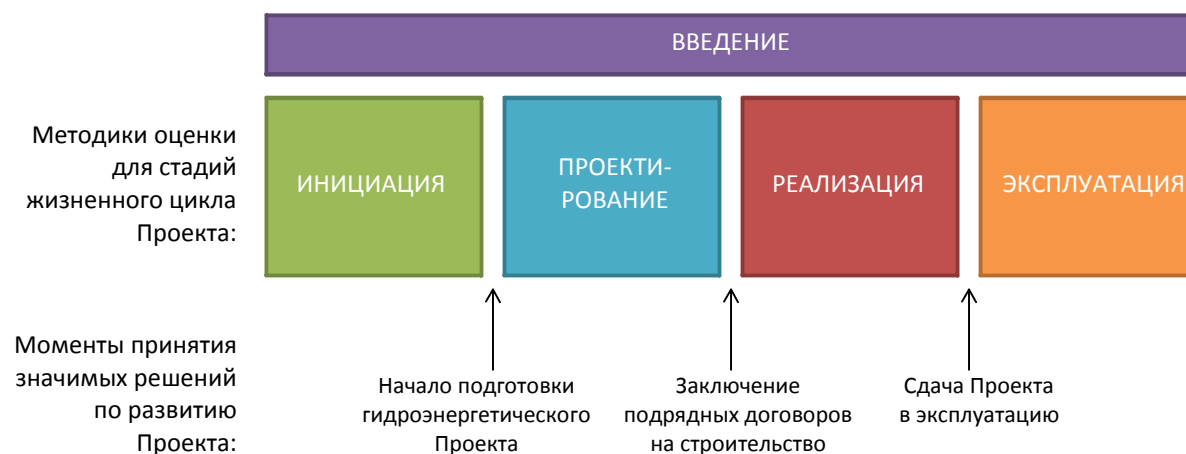 ВВЕДЕНИЕ
Методики оценки
для стадий
жизненного цикла
Проекта:
ИНИЦИАЦИЯ
ПРОЕКТИ-
РОВАНИЕ
РЕАЛИЗАЦИЯ
ЭКСПЛУАТАЦИЯ
Моменты принятия
значимых решений
по развитию
Проекта:
Начало подготовки
гидроэнергетического
Проекта
Заключение
подрядных договоров
на строительство
Сдача Проекта
в эксплуатацию